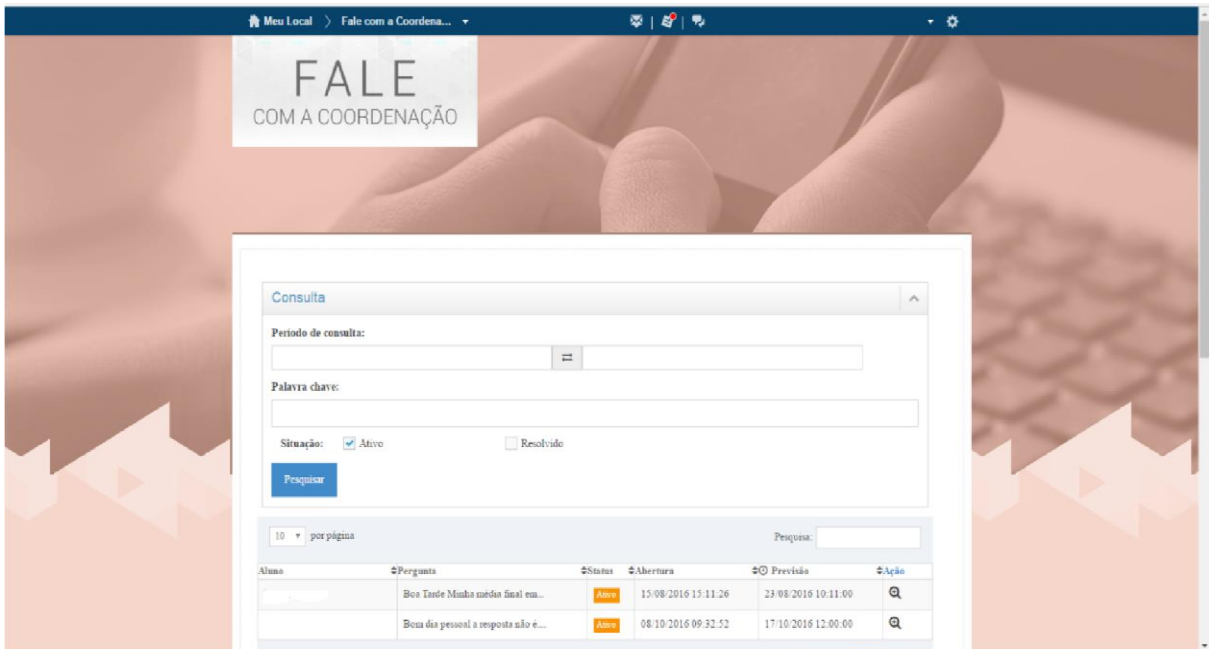 Meu Local 〉 Fale com a Coordena...
FALE
COM A COORDENAÇÃO
Consulta
Período de consulta:
Palavra chave:
Situação: Ativo Resolvido
Pesquisar
10 por página Pesquisa:
Aluno Pergunta Status Abertura Previsão Ação
Boa Tarde Minha média final em... Ativo 15/08/2016 15:11:26 23/08/2016 10:11:00
Bom dia pessoal a resposta não é.... Ativo 08/10/2016 09:32:52 17/10/2016 12:00:00